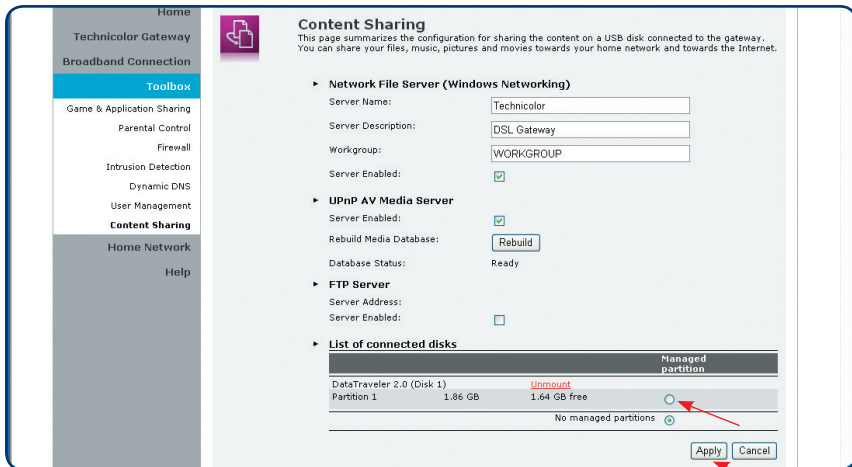 Home
Technicolor Gateway
Broadband Connection
Toolbox
Game & Application Sharing
Parental Control
Firewall
Intrusion Detection
Dynamic DNS
User Management
Content Sharing
Home Network
Help
Content Sharing
This page summarizes the configuration for sharing the content on a USB disk connected to the gateway.
You can share your files, music, pictures and movies towards your home network and towards the Internet.
Network File Server (Windows Networking)
Server Name: Technicolor
Server Description: DSL Gateway
Workgroup: WORKGROUP
Server Enabled:
UPnP AV Media Server
Server Enabled:
Rebuild Media Database: Rebuild
Database Status: Ready
FTP Server
Server Address:
Server Enabled:
List of connected disks
Managed
partition
DataTraveler 2.0 (Disk 1) Unmount
Partition 1 1.86 GB 1.64 GB free
No managed partitions
Apply Cancel